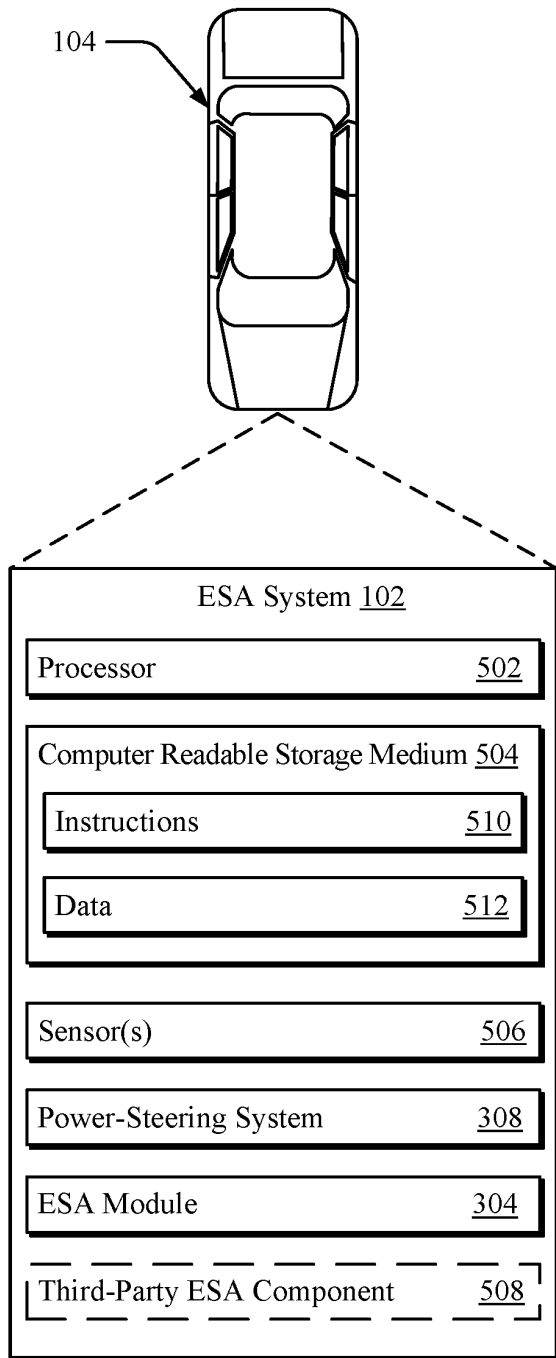 104
ESA System 102
Processor 502
Computer Readable Storage Medium 504
Instructions 510
Data 512
Sensor(s) 506
Power-Steering System 308
ESA Module 304
Third-Party ESA Component 508